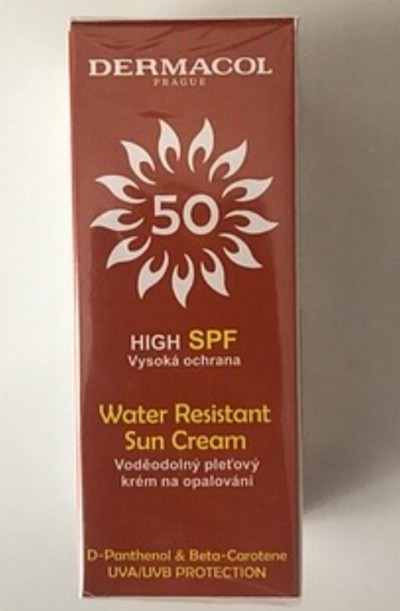 DERMACOL
PRAGUE
50
HIGH SPF
Vysoká ochrana
Water Resistant
Sun Cream
Voděodolný pleťový
krém na opalování
D-Panthenol & Beta-Carotene
UVA/UVB PROTECTION